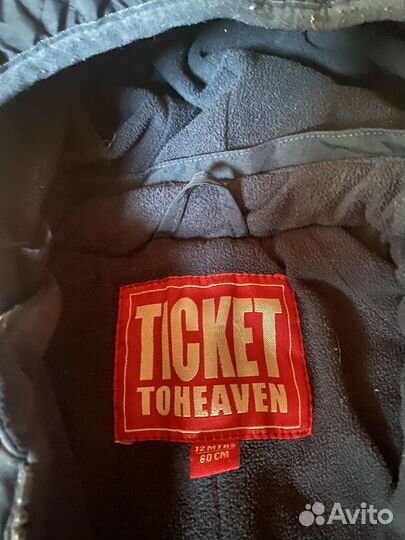 TICKET
TOHEAVEN
12 MTHS
80 CM
Avito